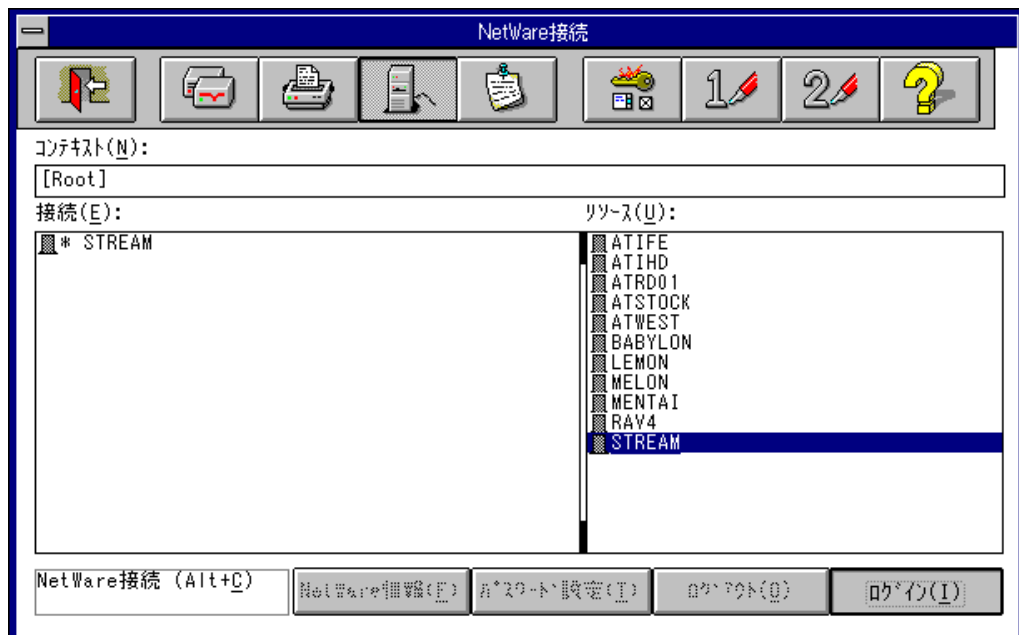 NetWare接続
1
2
?
ｺﾝﾃｷｽﾄ(N):
[Root]
接続(E):
ﾘｿｰｽ(U):
* STREAM
ATIFE
ATIHD
ATRD01
ATSTOCK
ATWEST
BABYLON
LEMON
MELON
MENTAI
RAV4
STREAM
NetWare接続 (Alt+C)
NetWare情報(F)
ﾊﾟｽﾜｰﾄﾞ設定(T)
ﾛｸﾞｱｳﾄ(O)
ﾛｸﾞｲﾝ(I)